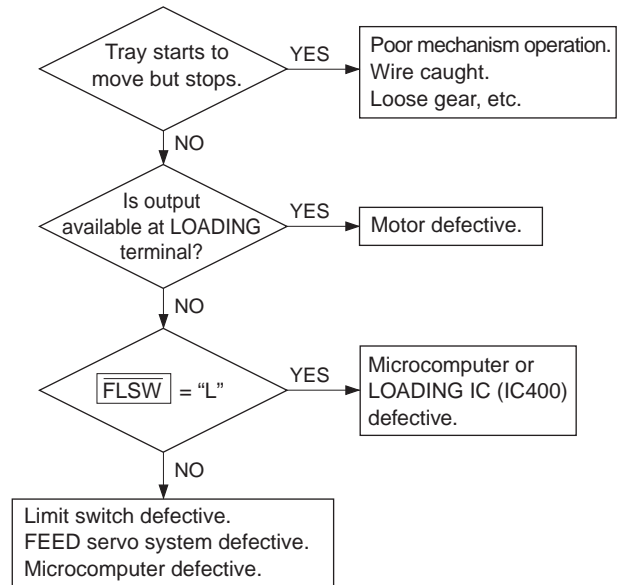 Tray starts to
move but stops.
YES
Poor mechanism operation.
Wire caught.
Loose gear, etc.
NO
Is output
available at LOADING
terminal?
YES
Motor defective.
NO
F̅L̅S̅W̅ = “L”
YES
Microcomputer or
LOADING IC (IC400)
defective.
NO
Limit switch defective.
FEED servo system defective.
Microcomputer defective.